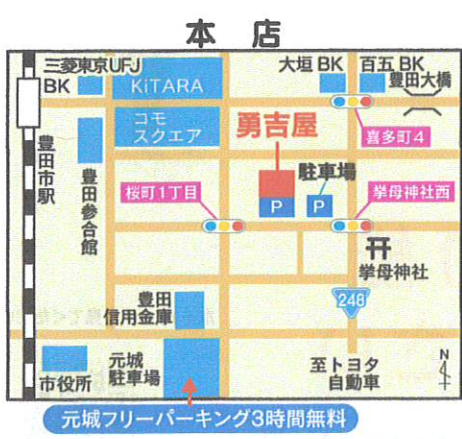 本店
三菱東京UFJ
BK
KiTARA
大垣 BK
百五 BK
豊田大橋
コモ
スクエア
勇吉屋
喜多町4
豊田市駅
豊田参合館
桜町1丁目
駐車場
挙母神社西
P
P
挙母神社
248
豊田
信用金庫
市役所
元城
駐車場
至トヨタ
自動車
N
元城フリーパーキング3時間無料